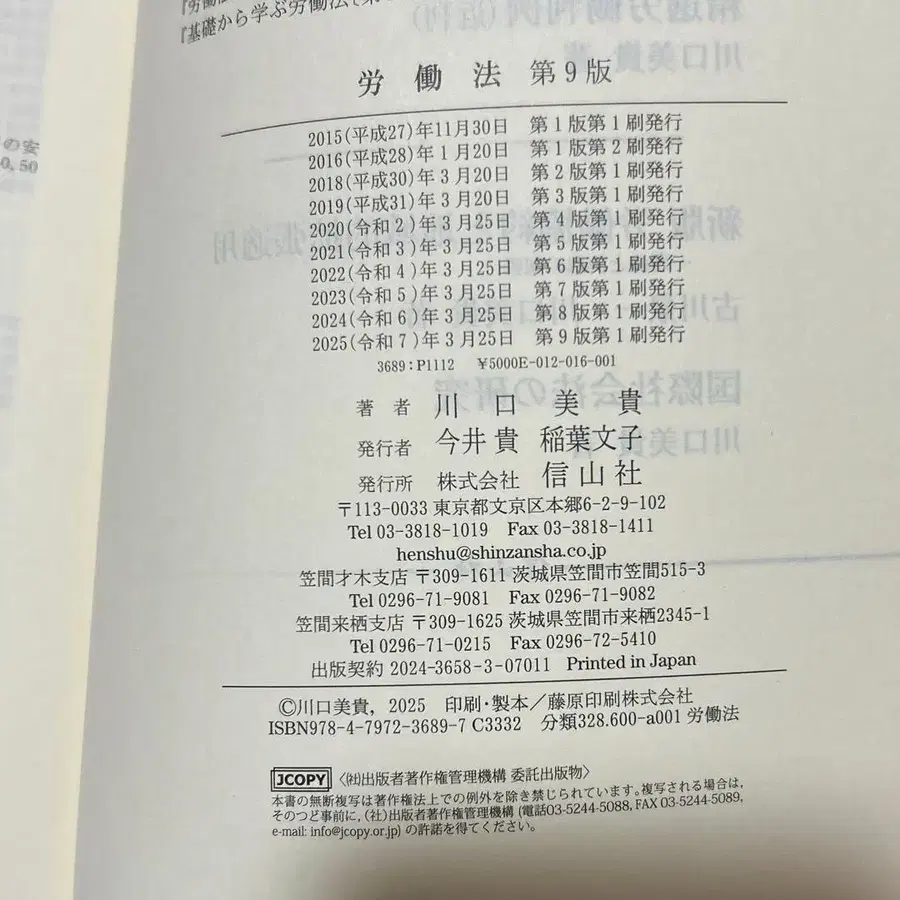 『基礎から学ぶ労働法 第
の安
0, 50
労働法 第9版
2015(平成27)年11月30日 第1版第1刷発行
2016(平成28)年1月20日 第1版第2刷発行
2018(平成30)年3月20日 第2版第1刷発行
2019(平成31)年3月20日 第3版第1刷発行
2020(令和2)年3月25日 第4版第1刷発行
2021(令和3)年3月25日 第5版第1刷発行
2022(令和4)年3月25日 第6版第1刷発行
2023(令和5)年3月25日 第7版第1刷発行
2024(令和6)年3月25日 第8版第1刷発行
2025(令和7)年3月25日 第9版第1刷発行
3689:P1112 ¥5000E-012-016-001
著者 川口美貴
発行者 今井貴 稲葉文子
発行所 株式会社 信山社
〒113-0033 東京都文京区本郷6-2-9-102
Tel 03-3818-1019 Fax 03-3818-1411
henshu@shinzansha.co.jp
笠間才木支店 〒309-1611 茨城県笠間市笠間515-3
Tel 0296-71-9081 Fax 0296-71-9082
笠間来栖支店 〒309-1625 茨城県笠間市来栖2345-1
Tel 0296-71-0215 Fax 0296-72-5410
出版契約 2024-3658-3-07011 Printed in Japan
©川口美貴, 2025 印刷・製本/藤原印刷株式会社
ISBN978-4-7972-3689-7 C3332 分類328.600-a001 労働法
JCOPY 〈㈳出版者著作権管理機構 委託出版物〉
本書の無断複写は著作権法上での例外を除き禁じられています。複写される場合は,
そのつど事前に,(社)出版者著作権管理機構(電話03-5244-5088, FAX 03-5244-5089,
e-mail: info@jcopy.or.jp) の許諾を得てください。